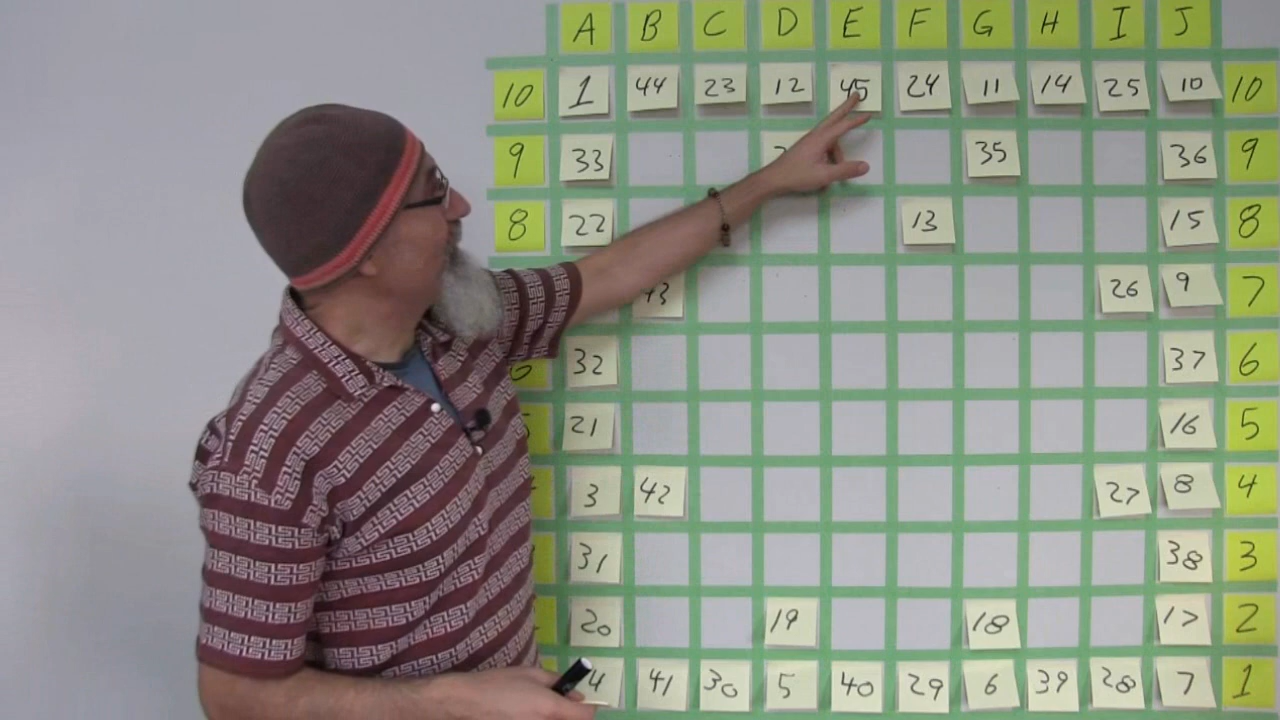 A B C D E F G H I J
10 1 44 23 12 45 24 11 14 25 10 10
9 33 35 36 9
8 22 13 15 8
26 9 7
32 37 6
21 16 5
3 42 27 8 4
31 38 3
20 19 18 17 2
4 41 30 5 40 29 6 39 28 7 1